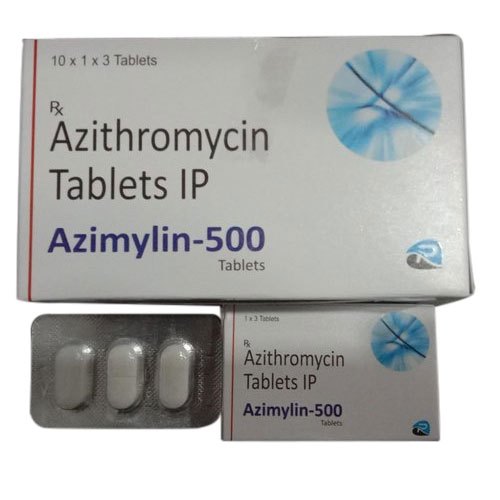 10 x 1 x 3 Tablets
Rx
Azithromycin
Tablets IP
Azimylin-500
Tablets
1 x 3 Tablets
Rx
Azithromycin
Tablets IP
Azimylin-500
Tablets